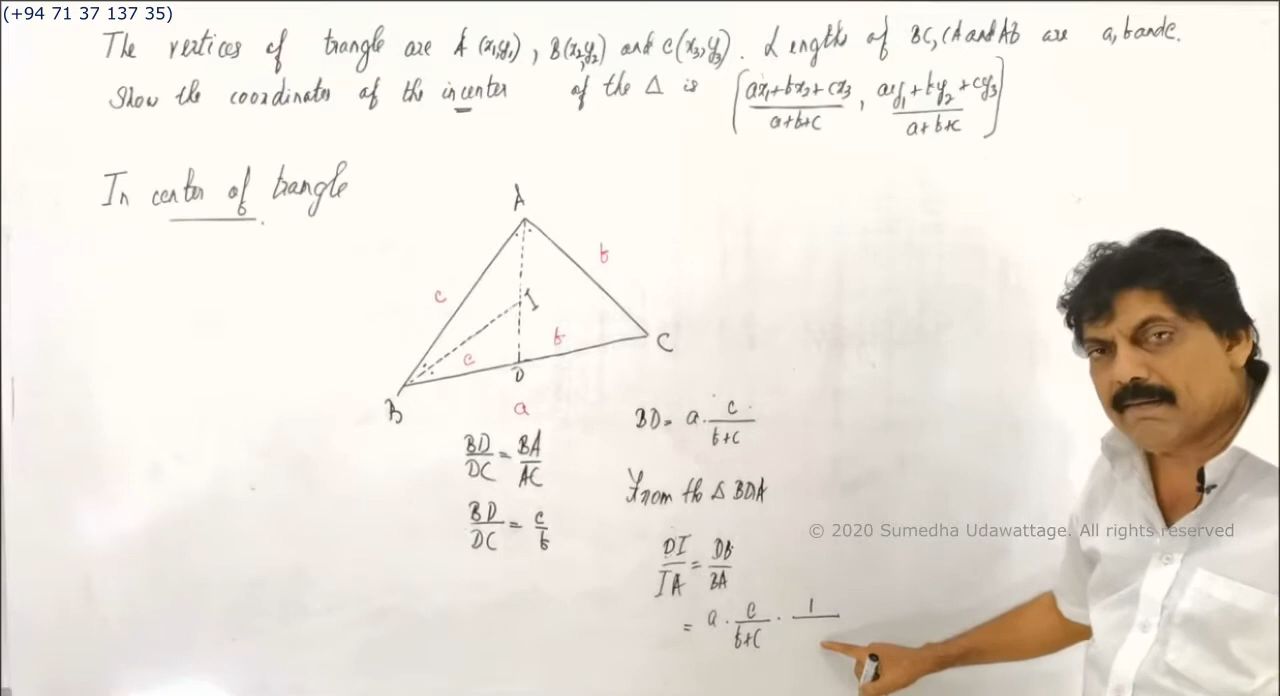 (+94 71 37 137 35)
The vertices of trangle are A (x₁,y₁), B(x₂,y₂) and C(x₃,y₃). Lengths of BC, CA and AB are a, b and c.
Show the coordinates of the incenter of the Δ is [(ax₁+bx₂+cx₃)/(a+b+c), (ay₁+by₂+cy₃)/(a+b+c)]
In center of trangle
A
b
c
I
b
C
c
D
B
a
BD/DC = BA/AC
BD/DC = c/b
BD = a. c/(b+c)
From the Δ BDA
© 2020 Sumedha Udawattage. All rights reserved
DI/IA = DB/BA
= a . c/(b+c) . 1/